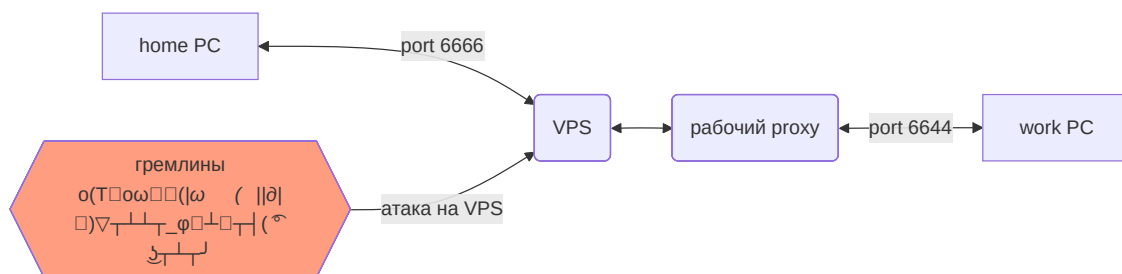 home PC
port 6666
VPS
рабочий proxy
port 6644
work PC
гремлины
атака на VPS